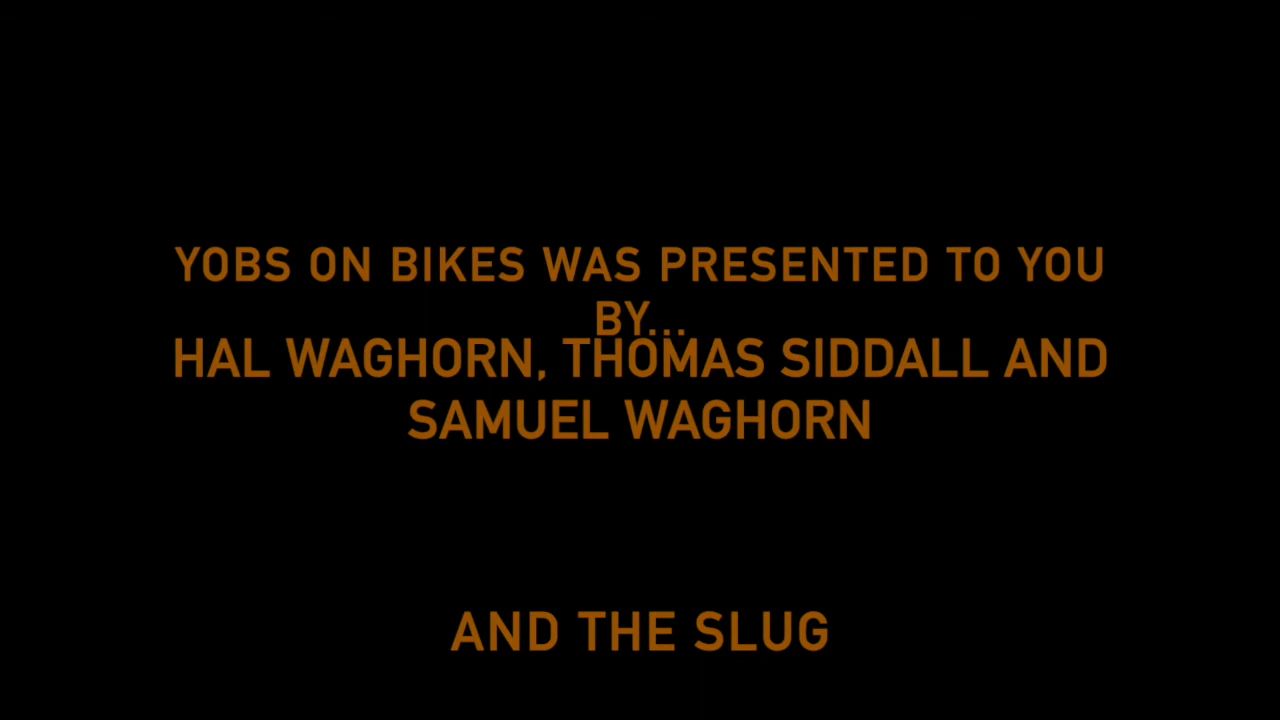 YOBS ON BIKES WAS PRESENTED TO YOU
BY...
HAL WAGHORN, THOMAS SIDDALL AND
SAMUEL WAGHORN
AND THE SLUG